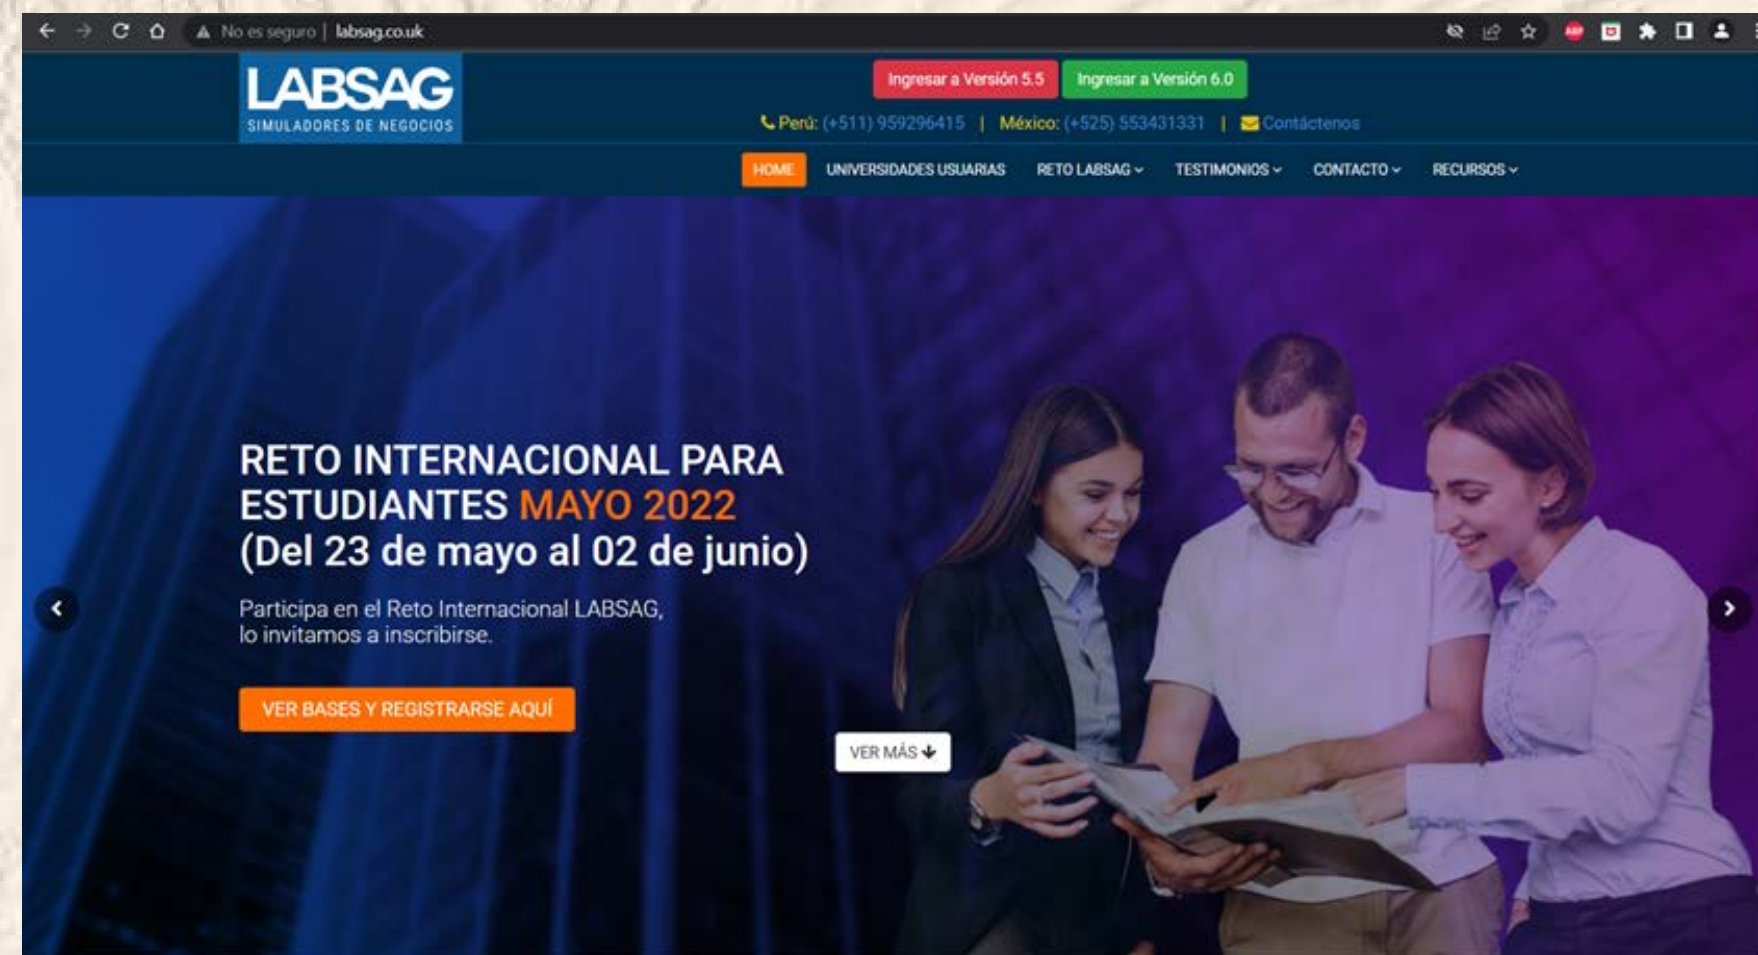 No es seguro | labsag.co.uk
LABSAG
SIMULADORES DE NEGOCIOS
Ingresar a Versión 5.5 Ingresar a Versión 6.0
Perú: (+511) 959296415 | México: (+525) 553431331 | Contáctenos
HOME UNIVERSIDADES USUARIAS RETO LABSAG TESTIMONIOS CONTACTO RECURSOS
RETO INTERNACIONAL PARA
ESTUDIANTES MAYO 2022
(Del 23 de mayo al 02 de junio)
Participa en el Reto Internacional LABSAG,
lo invitamos a inscribirse.
VER BASES Y REGISTRARSE AQUÍ
VER MÁS